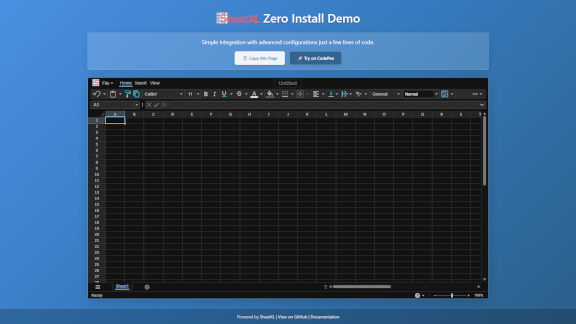 SheetXL Zero Install Demo
Simple integration with advanced configurations just a few lines of code.
Copy this Page
Try on CodePen
File Home Insert View Untitled
Calibri 11 B I U S A General Normal
A1 fx
A B C D E F G H I J K L M N O P Q R S T
1
2
3
4
5
6
7
8
9
10
11
12
13
14
15
16
17
18
19
20
21
22
23
24
25
26
27
Sheet1
Ready 100%
Powered by SheetXL | View on GitHub | Documentation